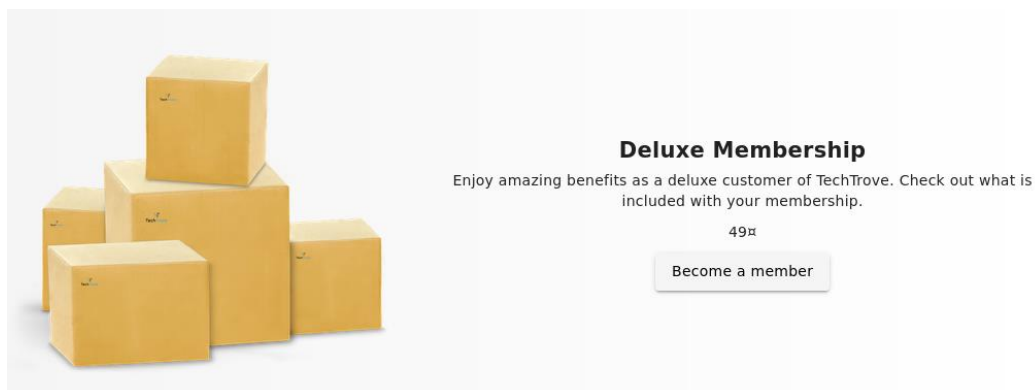 Deluxe Membership
Enjoy amazing benefits as a deluxe customer of TechTrove. Check out what is
included with your membership.
49¤
Become a member